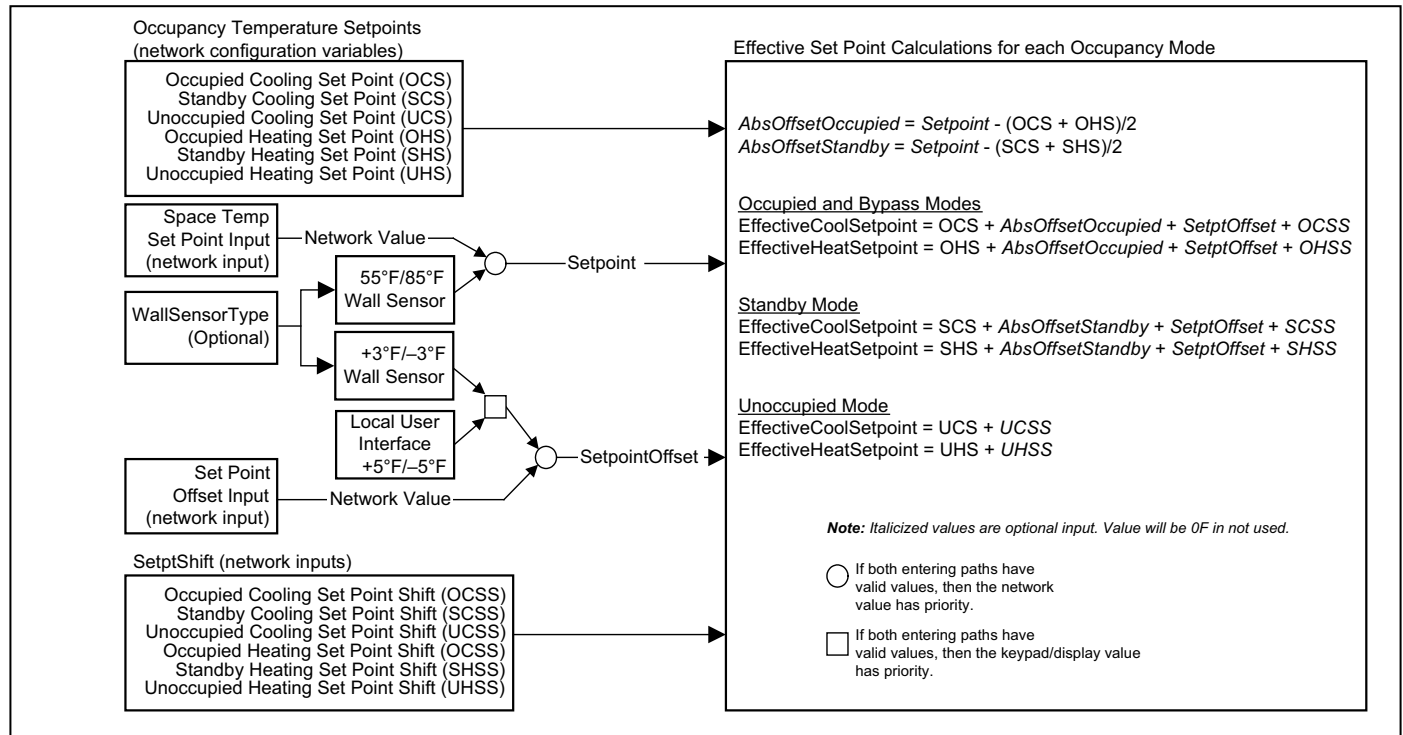 Occupancy Temperature Setpoints
(network configuration variables)
Occupied Cooling Set Point (OCS)
Standby Cooling Set Point (SCS)
Unoccupied Cooling Set Point (UCS)
Occupied Heating Set Point (OHS)
Standby Heating Set Point (SHS)
Unoccupied Heating Set Point (UHS)
Space Temp
Set Point Input
(network input)
Network Value
55°F/85°F
Wall Sensor
Setpoint
WallSensorType
(Optional)
+3°F/–3°F
Wall Sensor
Local User
Interface
+5°F/–5°F
SetpointOffset
Set Point
Offset Input
(network input)
Network Value
SetptShift (network inputs)
Occupied Cooling Set Point Shift (OCSS)
Standby Cooling Set Point Shift (SCSS)
Unoccupied Cooling Set Point Shift (UCSS)
Occupied Heating Set Point Shift (OCSS)
Standby Heating Set Point Shift (SHSS)
Unoccupied Heating Set Point Shift (UHSS)
Effective Set Point Calculations for each Occupancy Mode
AbsOffsetOccupied = Setpoint - (OCS + OHS)/2
AbsOffsetStandby = Setpoint - (SCS + SHS)/2
Occupied and Bypass Modes
EffectiveCoolSetpoint = OCS + AbsOffsetOccupied + SetptOffset + OCSS
EffectiveHeatSetpoint = OHS + AbsOffsetOccupied + SetptOffset + OHSS
Standby Mode
EffectiveCoolSetpoint = SCS + AbsOffsetStandby + SetptOffset + SCSS
EffectiveHeatSetpoint = SHS + AbsOffsetStandby + SetptOffset + SHSS
Unoccupied Mode
EffectiveCoolSetpoint = UCS + UCSS
EffectiveHeatSetpoint = UHS + UHSS
Note: Italicized values are optional input. Value will be 0F in not used.
If both entering paths have
valid values, then the network
value has priority.
If both entering paths have
valid values, then the keypad/display value
has priority.